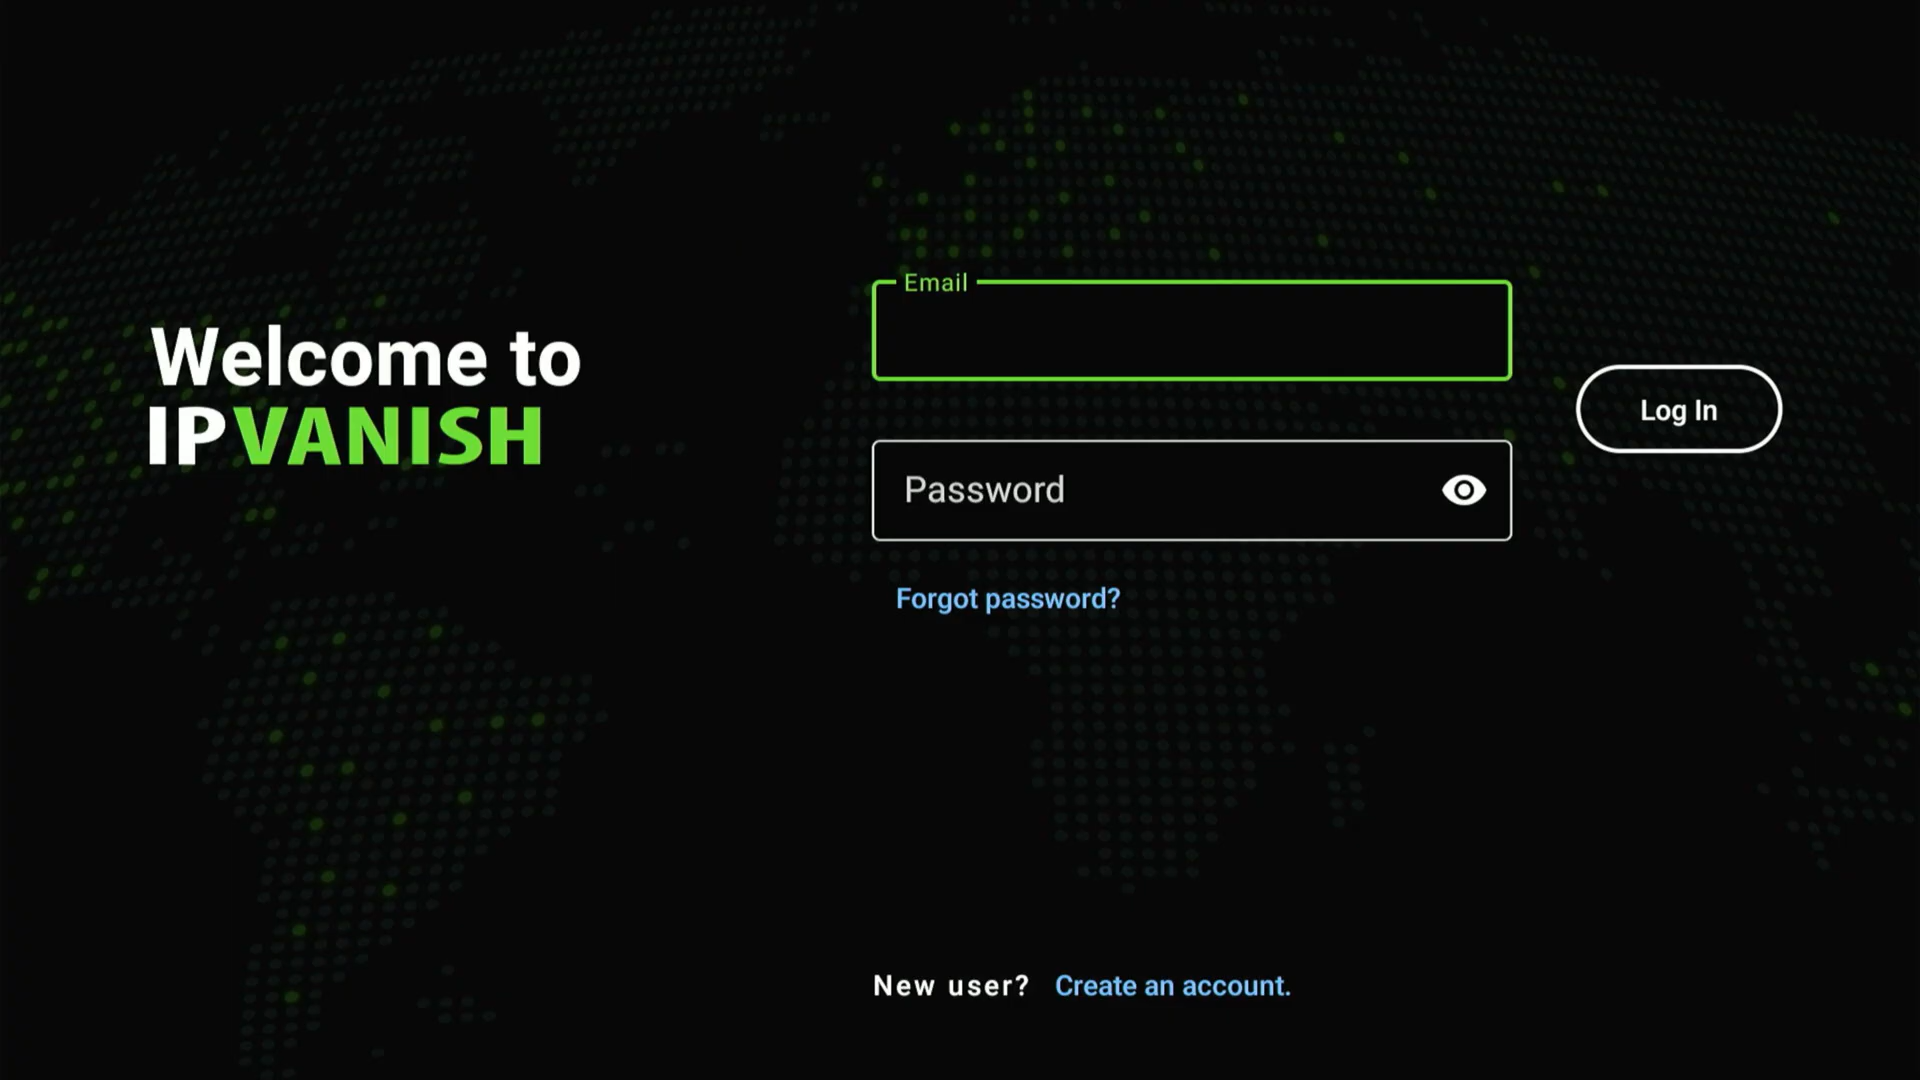 Welcome to
IPVANISH
Email
Password
Log In
Forgot password?
New user? Create an account.